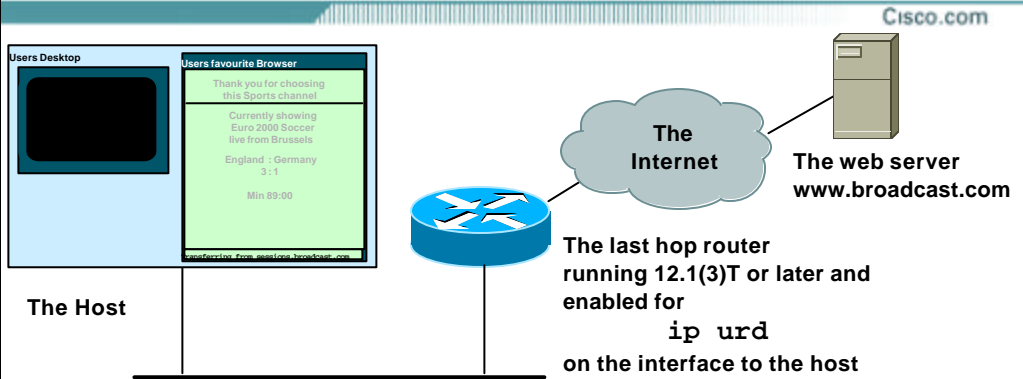 Cisco.com
Users Desktop
Users favourite Browser
Thank you for choosing
this Sports channel
Currently showing
Euro 2000 Soccer
live from Brussels
England : Germany
3 : 1
Min 89:00
Transferring from sessions.broadcast.com
The Host
The
Internet
The web server
www.broadcast.com
The last hop router
running 12.1(3)T or later and
enabled for
ip urd
on the interface to the host